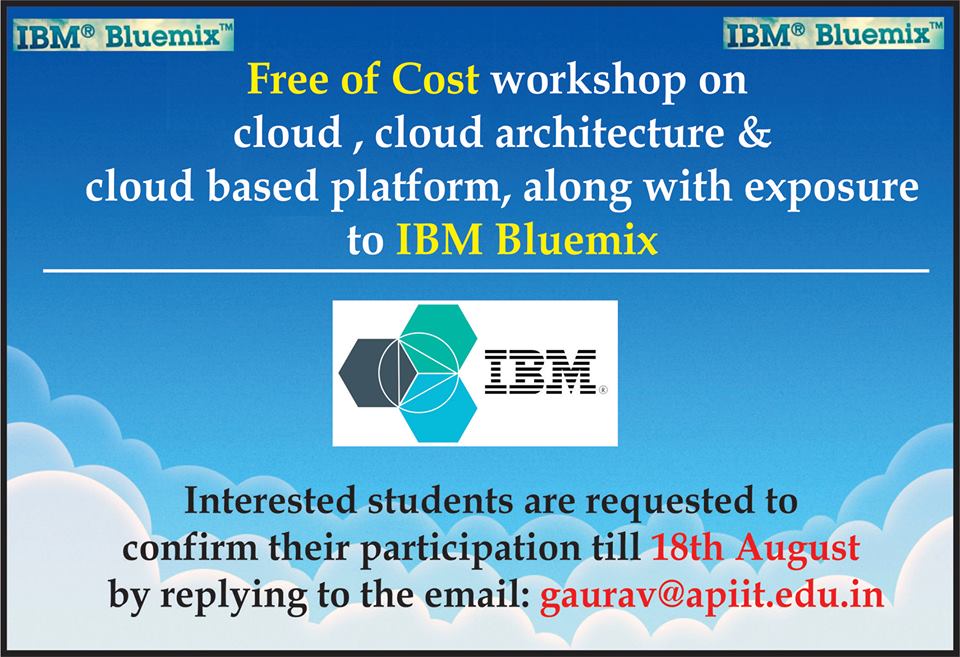 IBM® Bluemix™
IBM® Bluemix™
Free of Cost workshop on
cloud , cloud architecture &
cloud based platform, along with exposure
to IBM Bluemix
IBM®
Interested students are requested to
confirm their participation till 18th August
by replying to the email: gaurav@apiit.edu.in